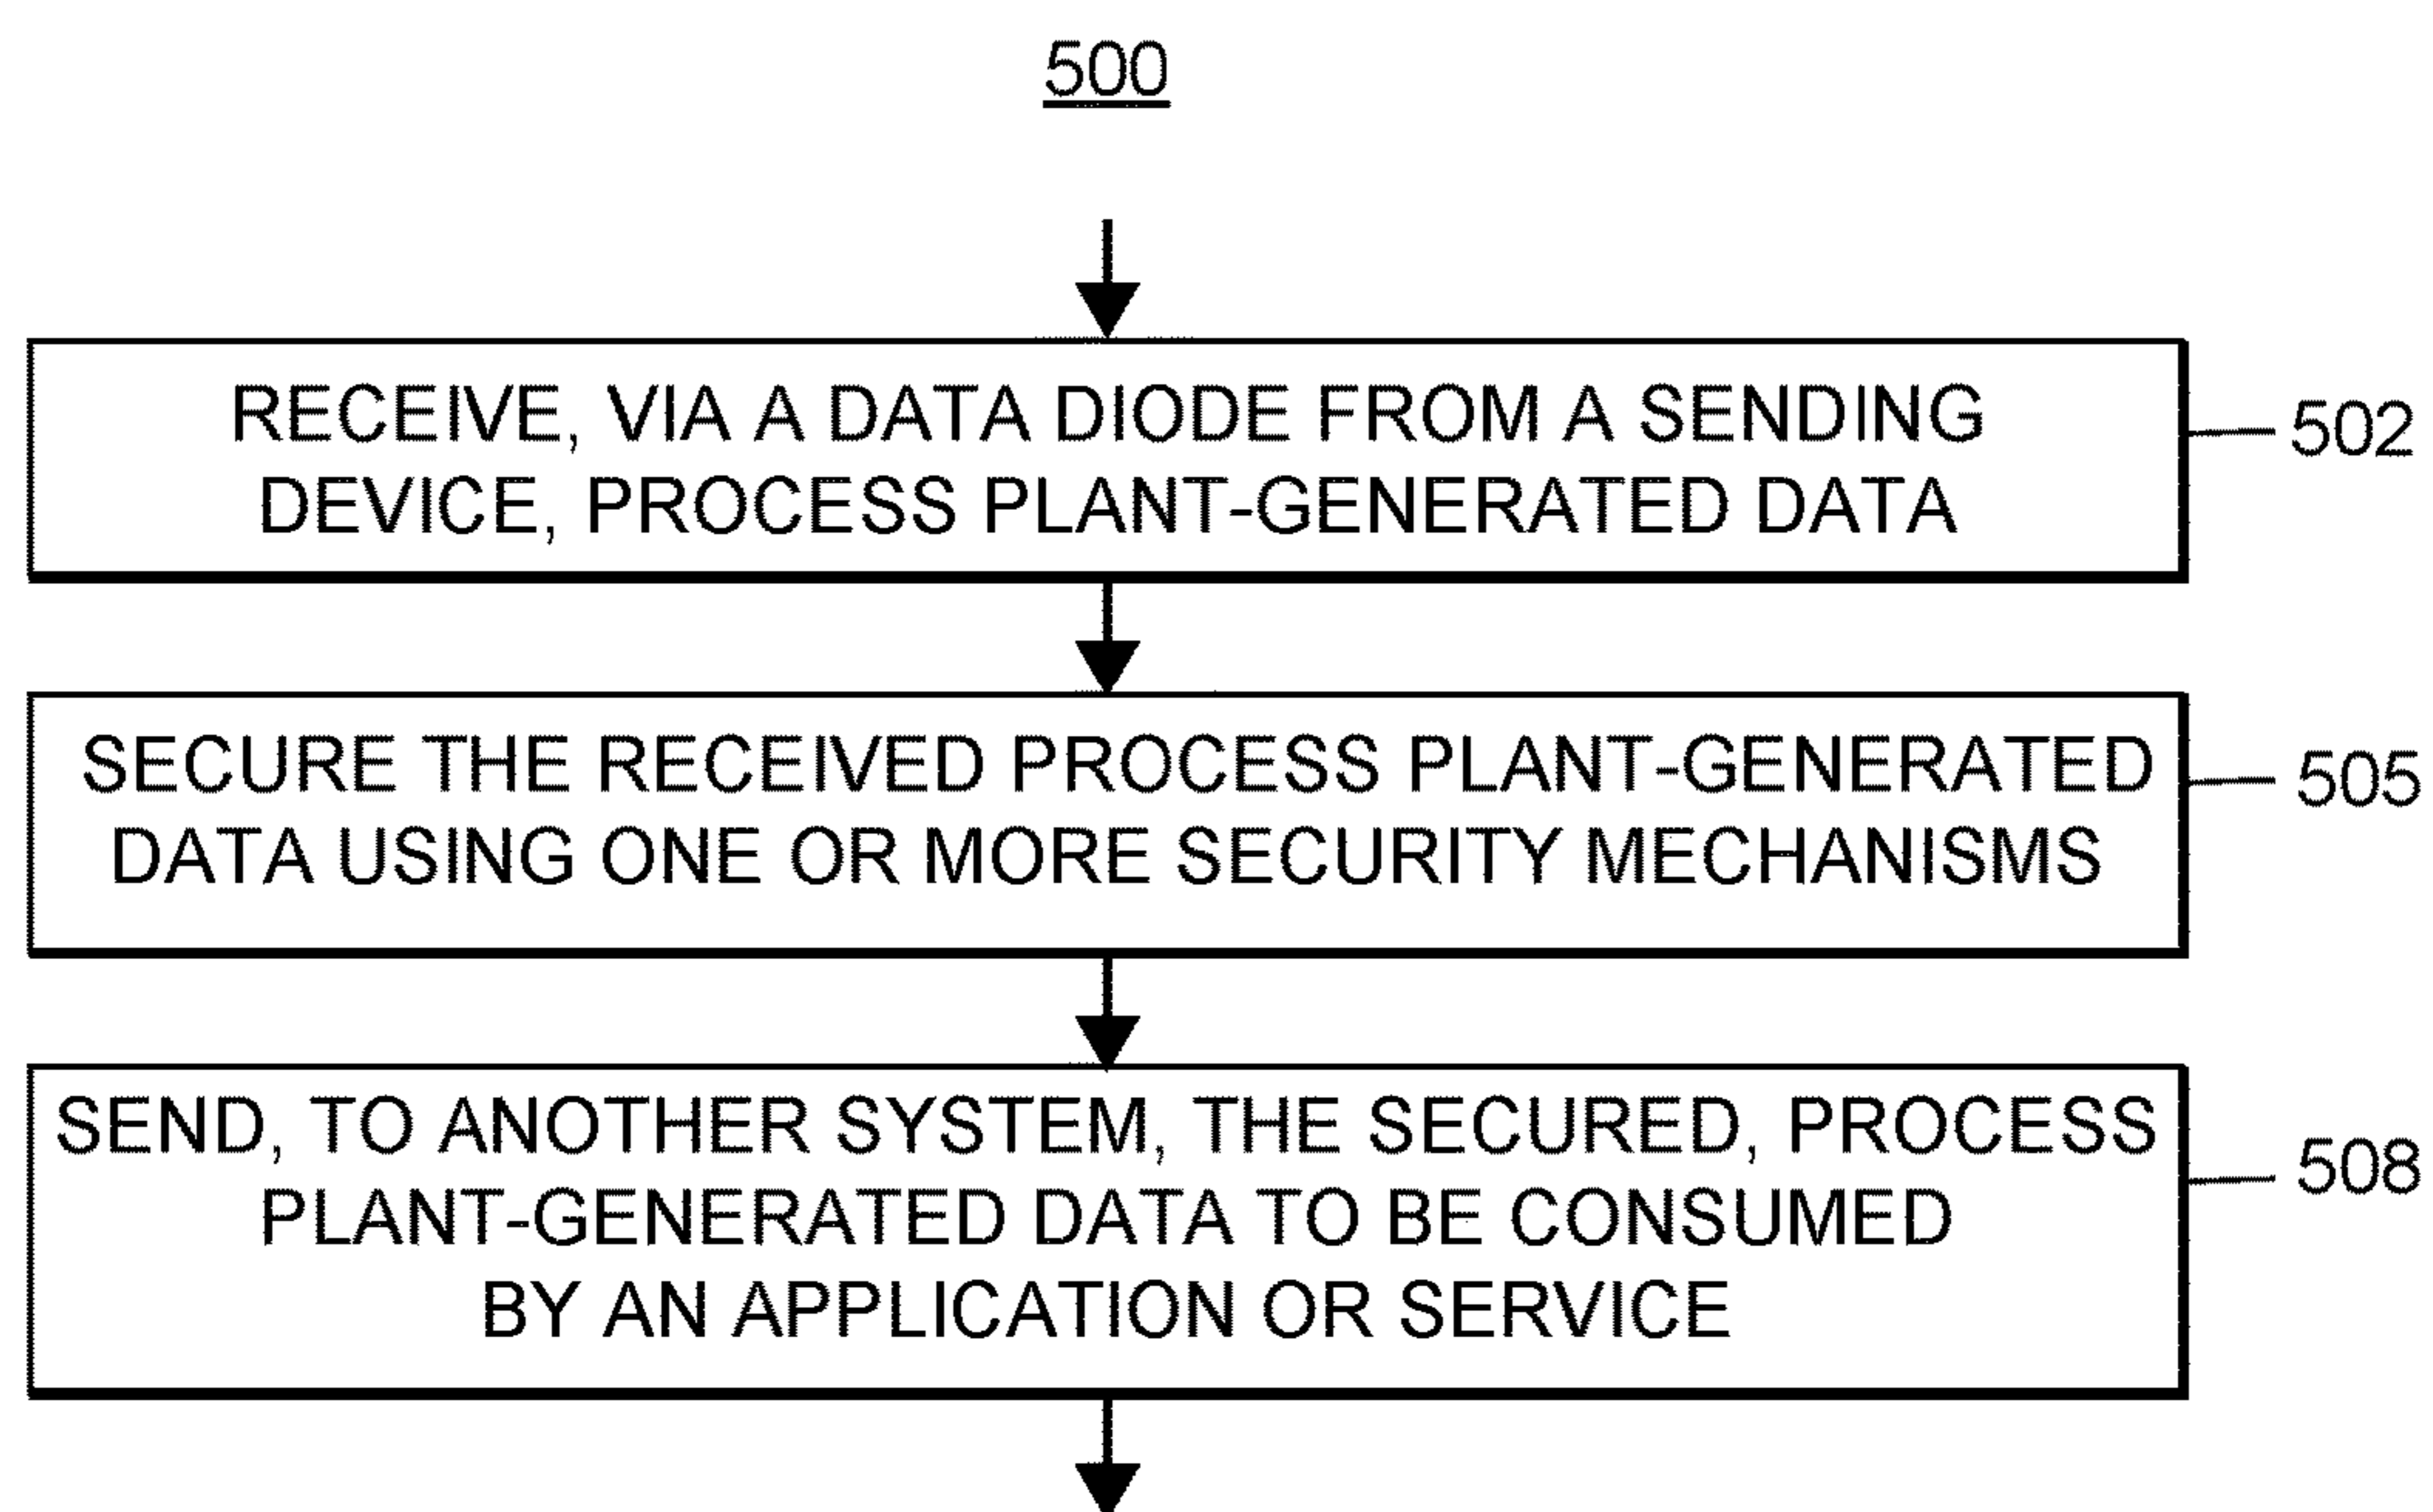 500
RECEIVE, VIA A DATA DIODE FROM A SENDING
DEVICE, PROCESS PLANT-GENERATED DATA
502
SECURE THE RECEIVED PROCESS PLANT-GENERATED
DATA USING ONE OR MORE SECURITY MECHANISMS
505
SEND, TO ANOTHER SYSTEM, THE SECURED, PROCESS
PLANT-GENERATED DATA TO BE CONSUMED
BY AN APPLICATION OR SERVICE
508